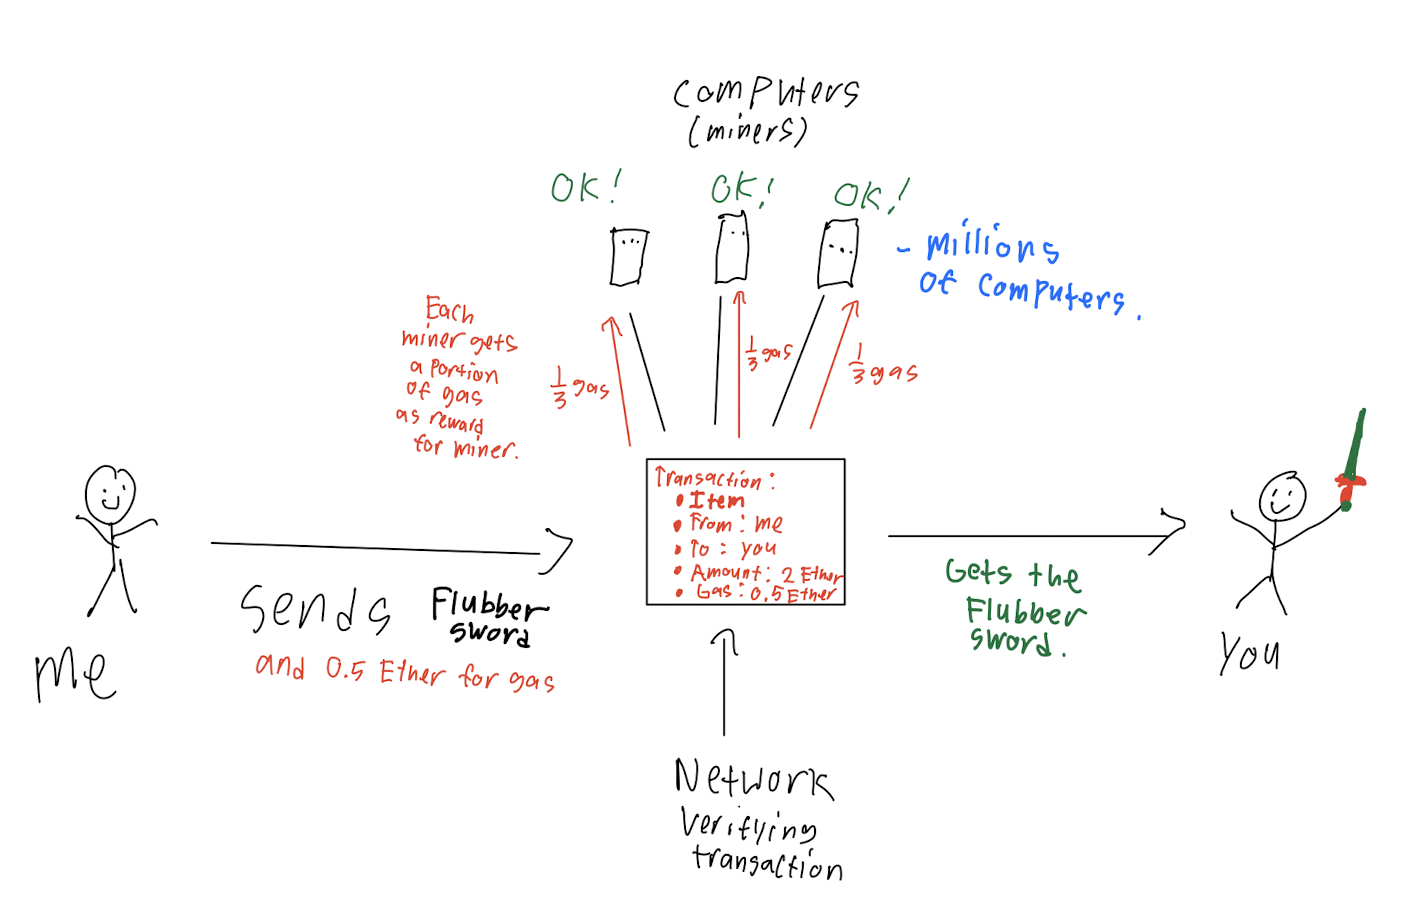 Computers
(miners)
OK!
OK!
OK!
- Millions
of Computers.
Each
miner gets
a portion
of gas
as reward
for miner.
1/3 gas
1/3 gas
1/3 gas
Transaction:
• Item
• From: me
• To: you
• Amount: 2 Ether
• Gas: 0.5 Ether
me
Sends Flubber
sword
and 0.5 Ether for gas
Gets the
Flubber
sword.
you
Network
verifying
transaction